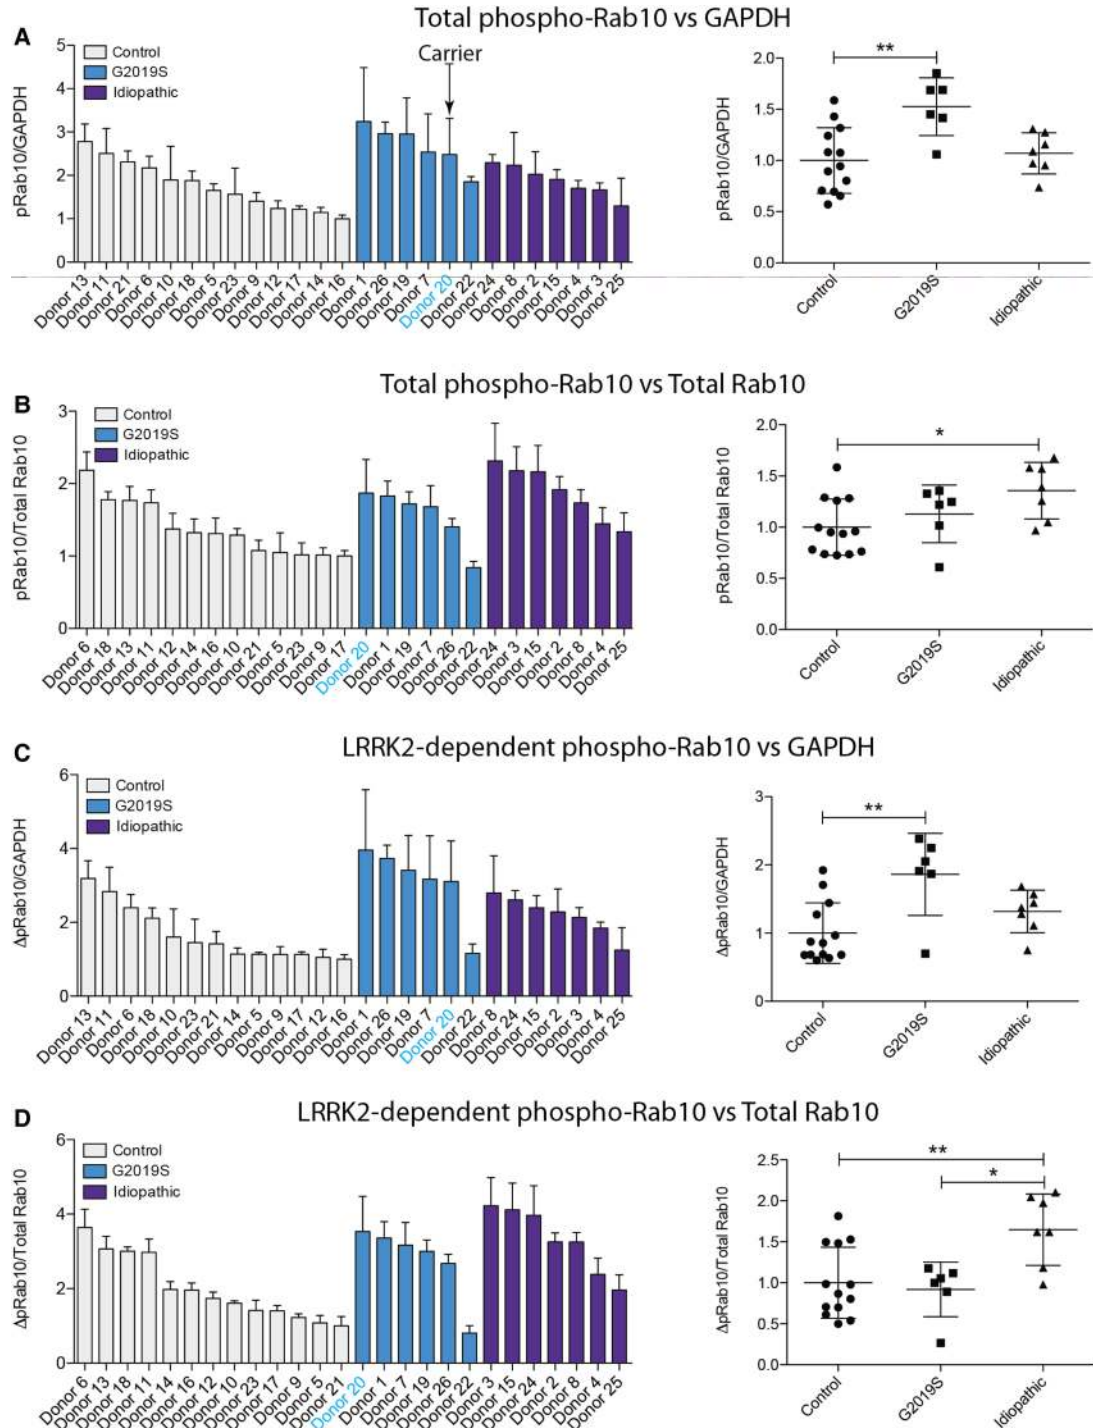 Total phospho-Rab10 vs GAPDH
A
pRab10/GAPDH
5
4
3
2
1
0
Control
G2019S
Idiopathic
Carrier
Donor 13
Donor 11
Donor 21
Donor 6
Donor 10
Donor 18
Donor 5
Donor 23
Donor 9
Donor 12
Donor 17
Donor 14
Donor 16
Donor 1
Donor 26
Donor 19
Donor 7
Donor 20
Donor 22
Donor 24
Donor 8
Donor 2
Donor 15
Donor 4
Donor 3
Donor 25
pRab10/GAPDH
2.0
1.5
1.0
0.5
0.0
**
Control
G2019S
Idiopathic
Total phospho-Rab10 vs Total Rab10
B
pRab10/Total Rab10
3
2
1
0
Control
G2019S
Idiopathic
Donor 6
Donor 18
Donor 13
Donor 11
Donor 12
Donor 14
Donor 16
Donor 10
Donor 21
Donor 5
Donor 23
Donor 9
Donor 17
Donor 20
Donor 1
Donor 19
Donor 7
Donor 26
Donor 22
Donor 24
Donor 3
Donor 15
Donor 2
Donor 8
Donor 4
Donor 25
pRab10/Total Rab10
2.0
1.5
1.0
0.5
0.0
*
Control
G2019S
Idiopathic
LRRK2-dependent phospho-Rab10 vs GAPDH
C
ΔpRab10/GAPDH
6
4
2
0
Control
G2019S
Idiopathic
Donor 13
Donor 11
Donor 6
Donor 18
Donor 10
Donor 23
Donor 21
Donor 14
Donor 5
Donor 9
Donor 17
Donor 12
Donor 16
Donor 1
Donor 26
Donor 19
Donor 7
Donor 20
Donor 22
Donor 8
Donor 24
Donor 15
Donor 2
Donor 3
Donor 4
Donor 25
ΔpRab10/GAPDH
3
2
1
0
**
Control
G2019S
Idiopathic
LRRK2-dependent phospho-Rab10 vs Total Rab10
D
ΔpRab10/Total Rab10
6
4
2
0
Control
G2019S
Idiopathic
Donor 6
Donor 13
Donor 18
Donor 11
Donor 14
Donor 16
Donor 12
Donor 10
Donor 23
Donor 17
Donor 9
Donor 5
Donor 21
Donor 20
Donor 1
Donor 7
Donor 19
Donor 26
Donor 22
Donor 3
Donor 15
Donor 24
Donor 2
Donor 8
Donor 4
Donor 25
ΔpRab10/Total Rab10
2.5
2.0
1.5
1.0
0.5
0.0
**
*
Control
G2019S
Idiopathic